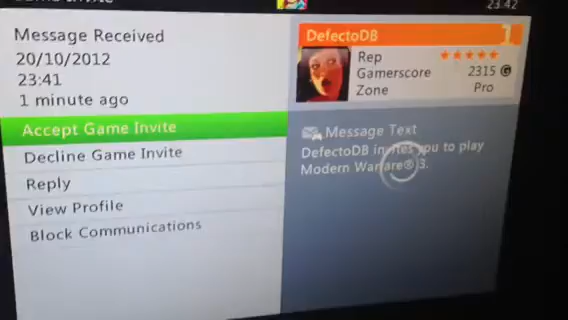 23.42
Message Received
20/10/2012
23:41
1 minute ago
Accept Game Invite
Decline Game Invite
Reply
View Profile
Block Communications
DefectoDB
1
Rep
Gamerscore 2315 G
Zone Pro
Message Text
DefectoDB invites you to play
Modern Warfare® 3.